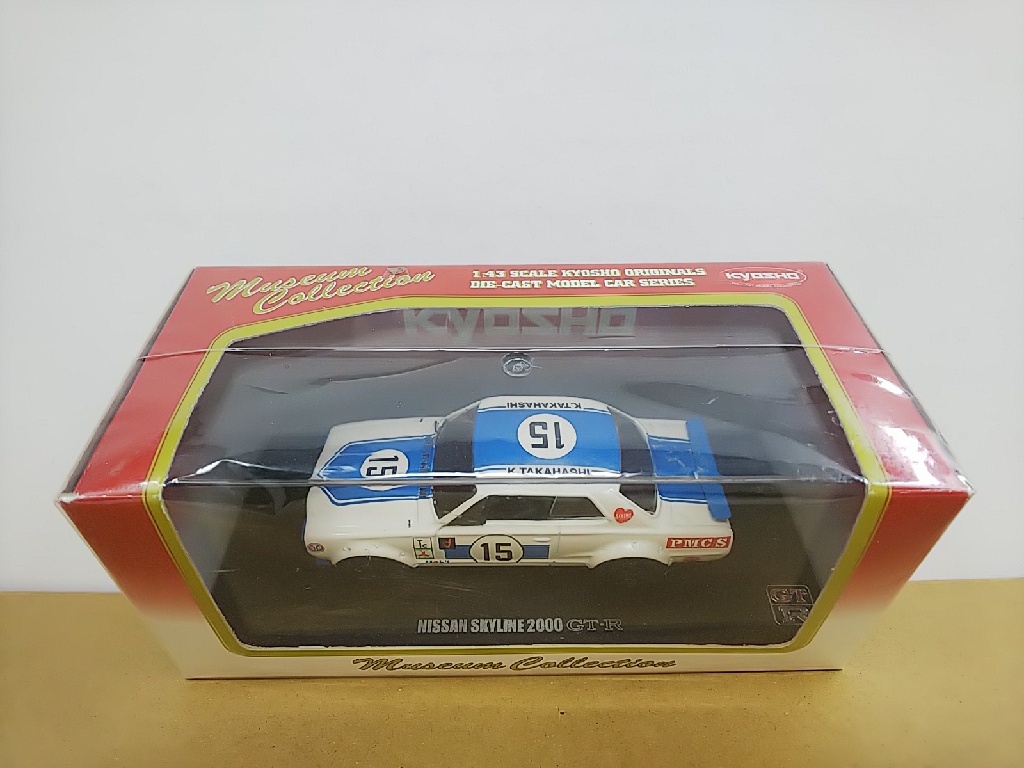 Museum
Collection
1:43 SCALE KYOSHO ORIGINALS
DIE-CAST MODEL CAR SERIES
KYOSHO
KYOSHO
K.TAKAHASHI
15
K.TAKAHASHI
15
15
PMCS
GT
R
NISSAN SKYLINE 2000 GT-R
Museum Collection